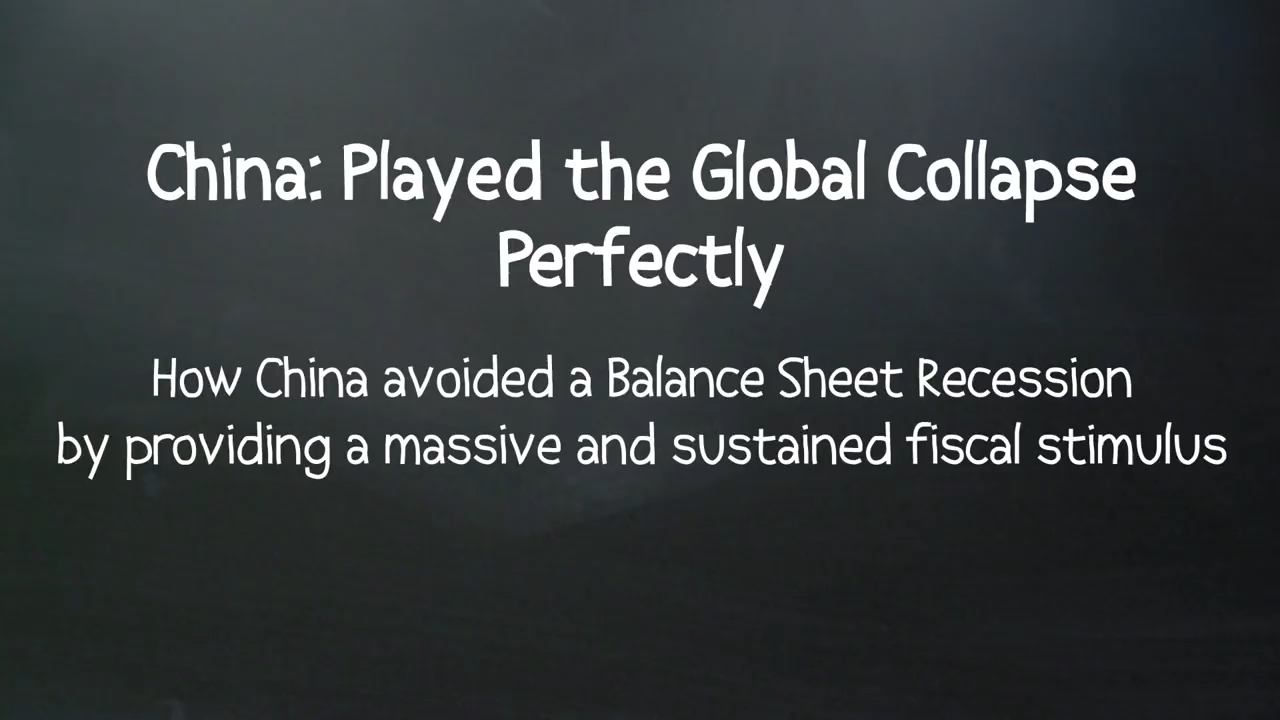 China: Played the Global Collapse
Perfectly
How China avoided a Balance Sheet Recession
by providing a massive and sustained fiscal stimulus